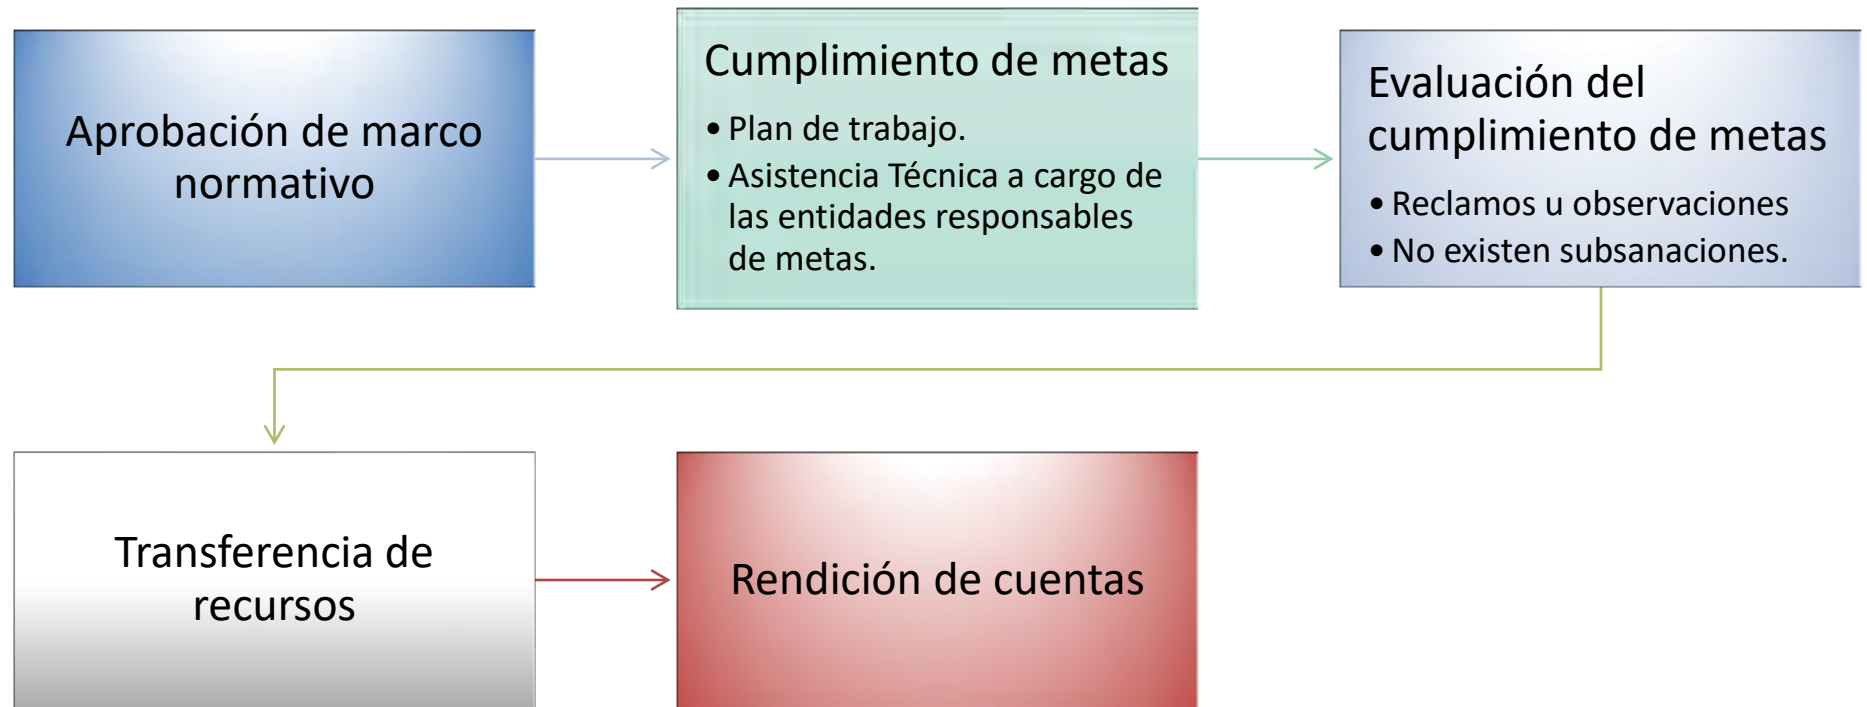 Aprobación de marco
normativo
Cumplimiento de metas
• Plan de trabajo.
• Asistencia Técnica a cargo de
las entidades responsables
de metas.
Evaluación del
cumplimiento de metas
• Reclamos u observaciones
• No existen subsanaciones.
Transferencia de
recursos
Rendición de cuentas